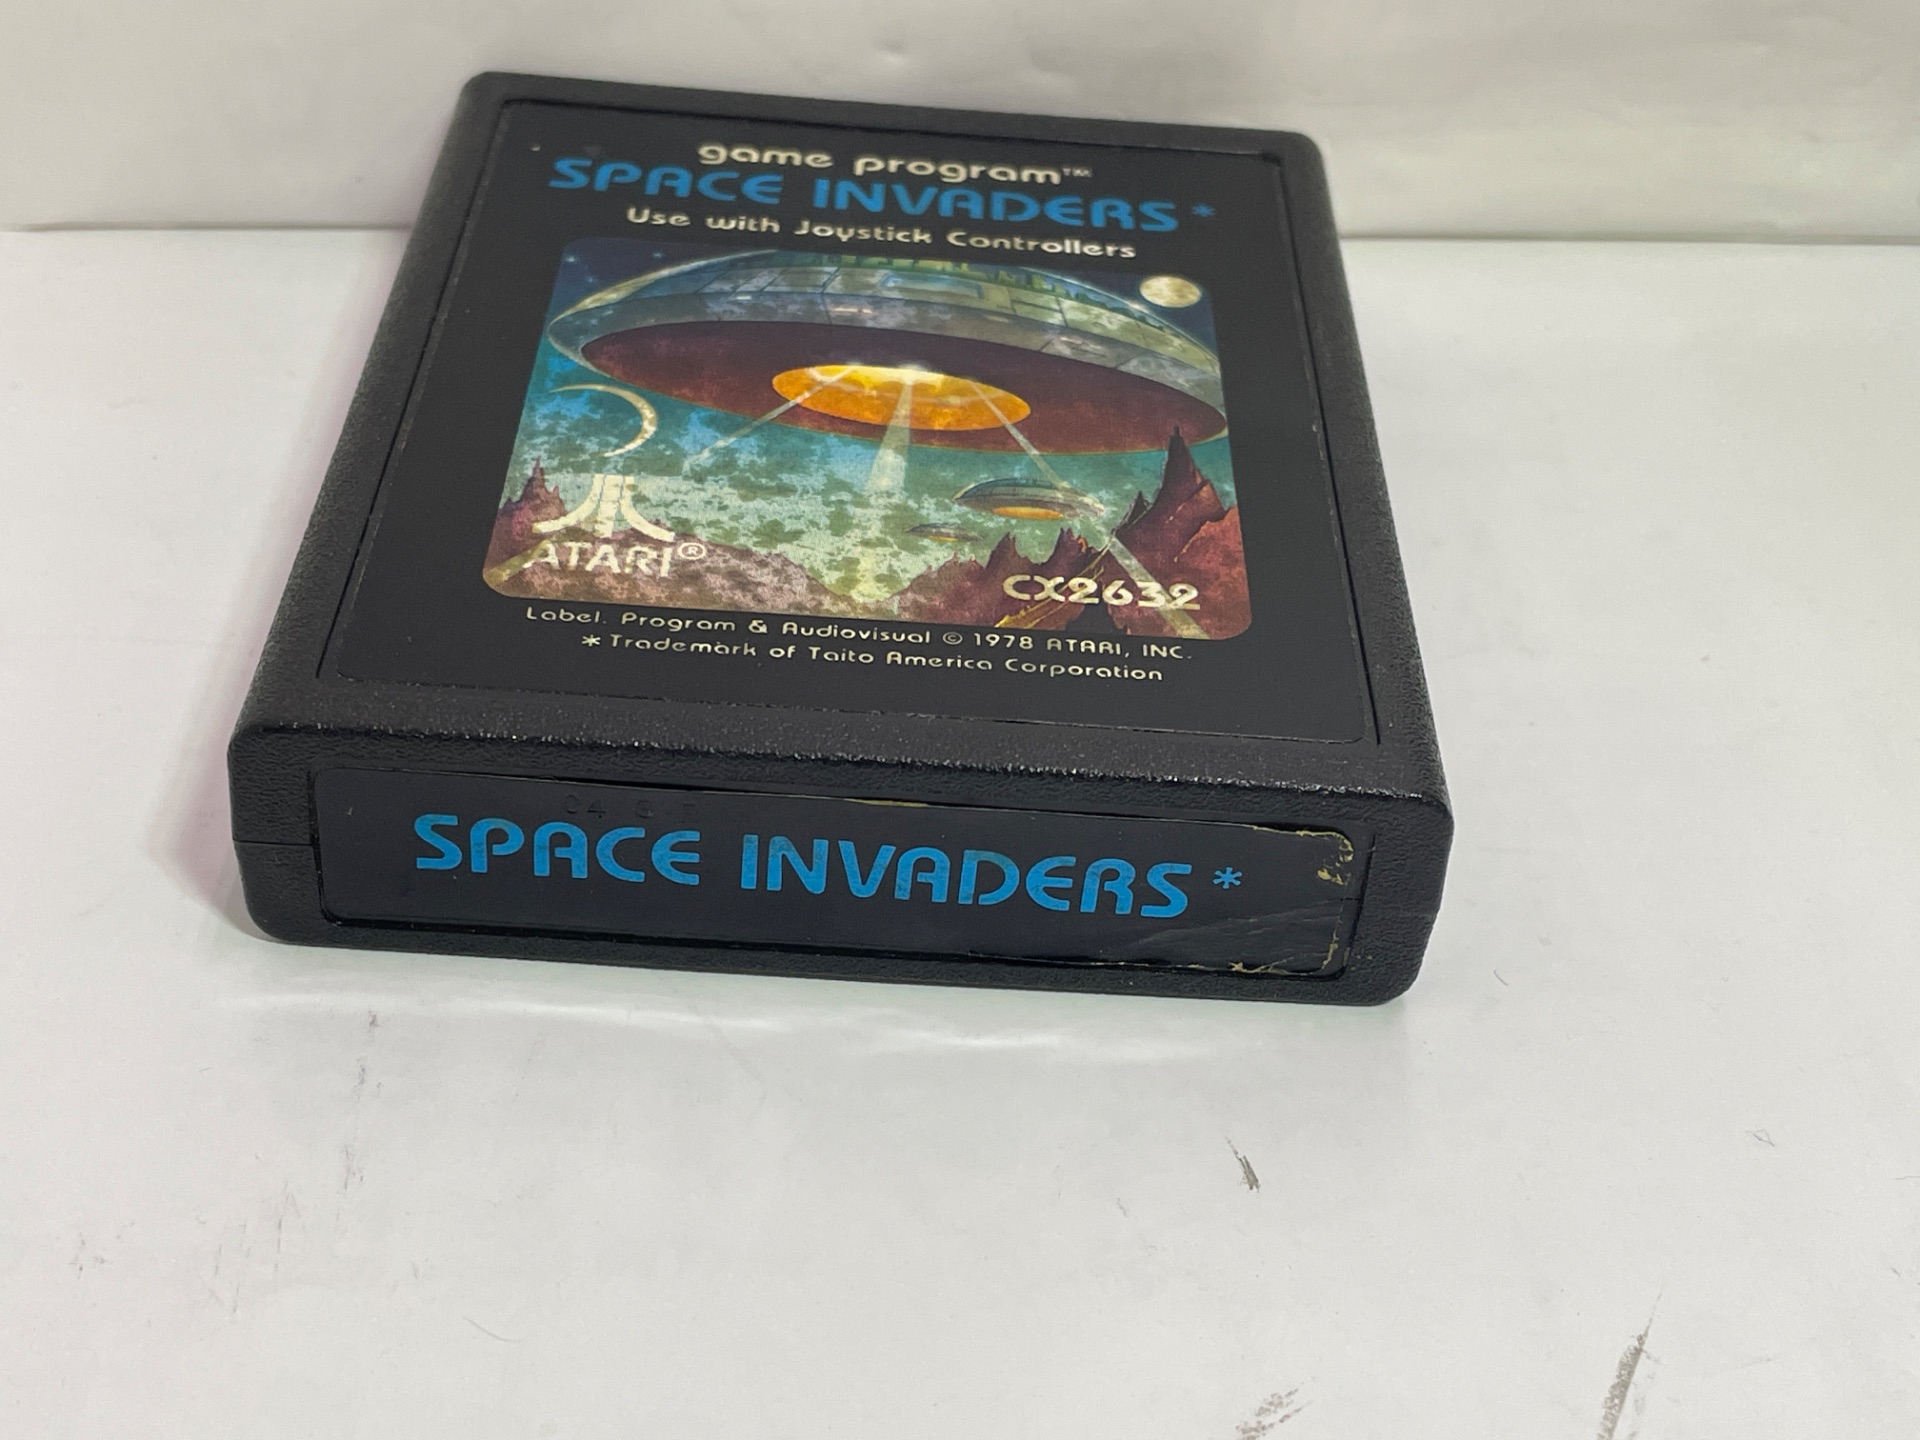 game program™
SPACE INVADERS*
Use with Joystick Controllers
ATARI®
CX2632
Label, Program & Audiovisual © 1978 ATARI, INC.
*Trademark of Taito America Corporation
SPACE INVADERS*